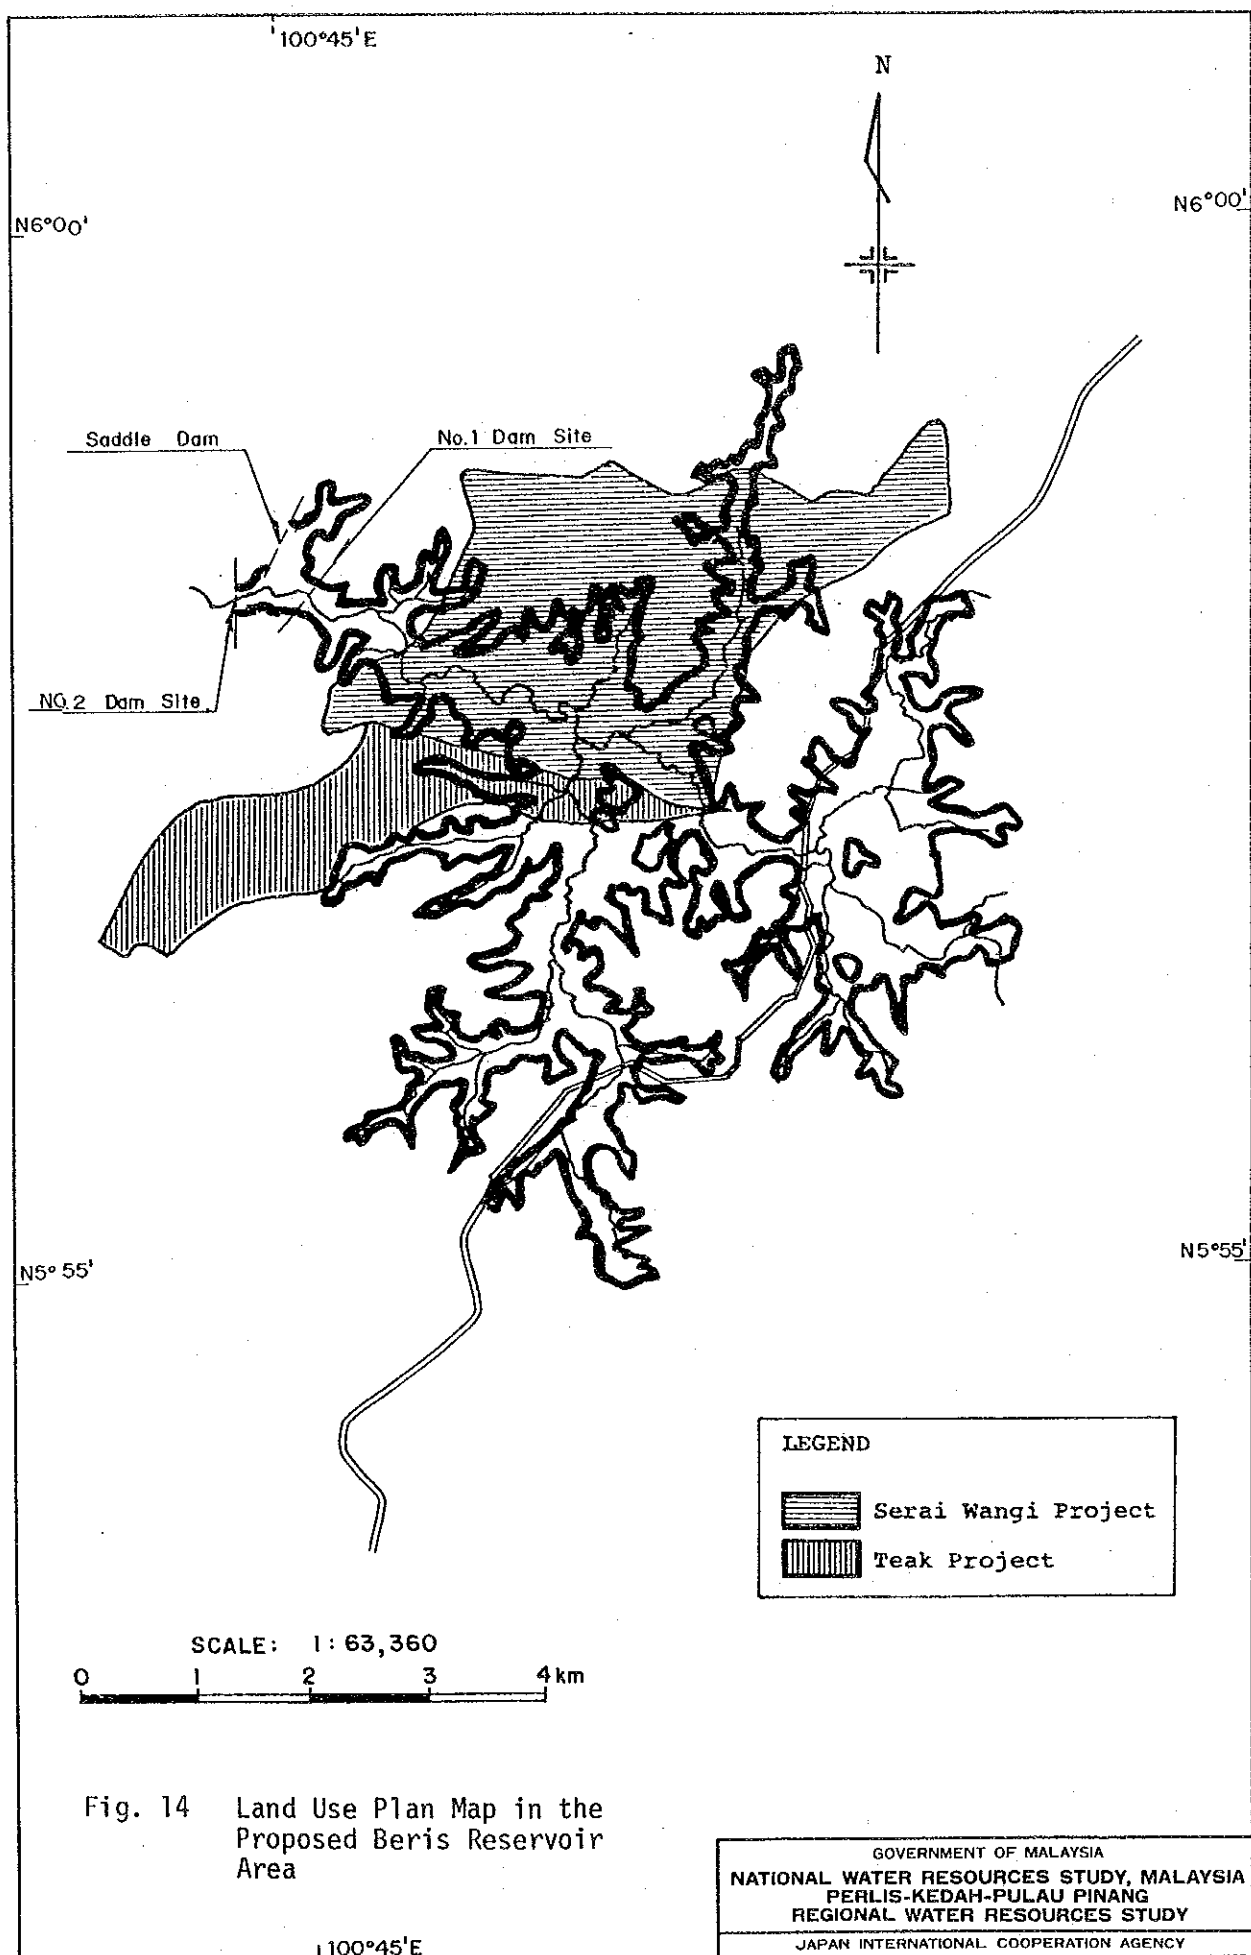 100°45'E
N
N6°00'
N6°00'
Saddle Dam
No.1 Dam Site
NO.2 Dam Site
N5°55'
N5°55'
LEGEND
Serai Wangi Project
Teak Project
SCALE: 1:63,360
0 1 2 3 4 km
Fig. 14 Land Use Plan Map in the
Proposed Beris Reservoir
Area
GOVERNMENT OF MALAYSIA
NATIONAL WATER RESOURCES STUDY, MALAYSIA
PERLIS-KEDAH-PULAU PINANG
REGIONAL WATER RESOURCES STUDY
JAPAN INTERNATIONAL COOPERATION AGENCY
100°45'E